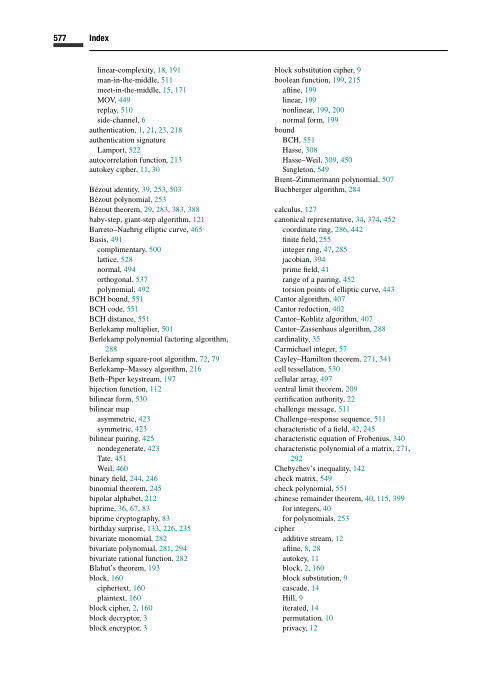 577 Index
linear-complexity, 18, 191
man-in-the-middle, 511
meet-in-the-middle, 15, 171
MOV, 449
replay, 510
side-channel, 6
authentication, 1, 21, 23, 218
authentication signature
Lamport, 522
autocorrelation function, 213
autokey cipher, 11, 30
Bézout identity, 39, 253, 503
Bézout polynomial, 253
Bézout theorem, 29, 283, 383, 388
baby-step, giant-step algorithm, 121
Barreto–Naehrig elliptic curve, 465
Basis, 491
complimentary, 500
lattice, 528
normal, 494
orthogonal, 537
polynomial, 492
BCH bound, 551
BCH code, 551
BCH distance, 551
Berlekamp multiplier, 501
Berlekamp polynomial factoring algorithm,
288
Berlekamp square-root algorithm, 72, 79
Berlekamp–Massey algorithm, 216
Beth–Piper keystream, 197
bijection function, 112
bilinear form, 530
bilinear map
asymmetric, 423
symmetric, 423
bilinear pairing, 425
nondegenerate, 423
Tate, 451
Weil, 460
binary field, 244, 246
binomial theorem, 245
bipolar alphabet, 212
biprime, 36, 67, 83
biprime cryptography, 83
birthday surprise, 133, 226, 235
bivariate monomial, 282
bivariate polynomial, 281, 294
bivariate rational function, 282
Blahut's theorem, 193
block, 160
ciphertext, 160
plaintext, 160
block cipher, 2, 160
block decryptor, 3
block encryptor, 3
block substitution cipher, 9
boolean function, 199, 215
affine, 199
linear, 199
nonlinear, 199, 200
normal form, 199
bound
BCH, 551
Hasse, 308
Hasse–Weil, 309, 450
Singleton, 549
Brent–Zimmermann polynomial, 507
Buchberger algorithm, 284
calculus, 127
canonical representative, 34, 374, 452
coordinate ring, 286, 442
finite field, 255
integer ring, 47, 285
jacobian, 394
prime field, 41
range of a pairing, 452
torsion points of elliptic curve, 443
Cantor algorithm, 407
Cantor reduction, 402
Cantor–Koblitz algorithm, 407
Cantor–Zassenhaus algorithm, 288
cardinality, 35
Carmichael integer, 57
Cayley–Hamilton theorem, 271, 341
cell tessellation, 530
cellular array, 497
central limit theorem, 209
certification authority, 22
challenge message, 511
Challenge–response sequence, 511
characteristic of a field, 42, 245
characteristic equation of Frobenius, 340
characteristic polynomial of a matrix, 271,
292
Chebychev's inequality, 142
check matrix, 549
check polynomial, 551
chinese remainder theorem, 40, 115, 399
for integers, 40
for polynomials, 253
cipher
additive stream, 12
affine, 8, 28
autokey, 11
block, 2, 160
block substitution, 9
cascade, 14
Hill, 9
iterated, 14
permutation, 10
privacy, 12